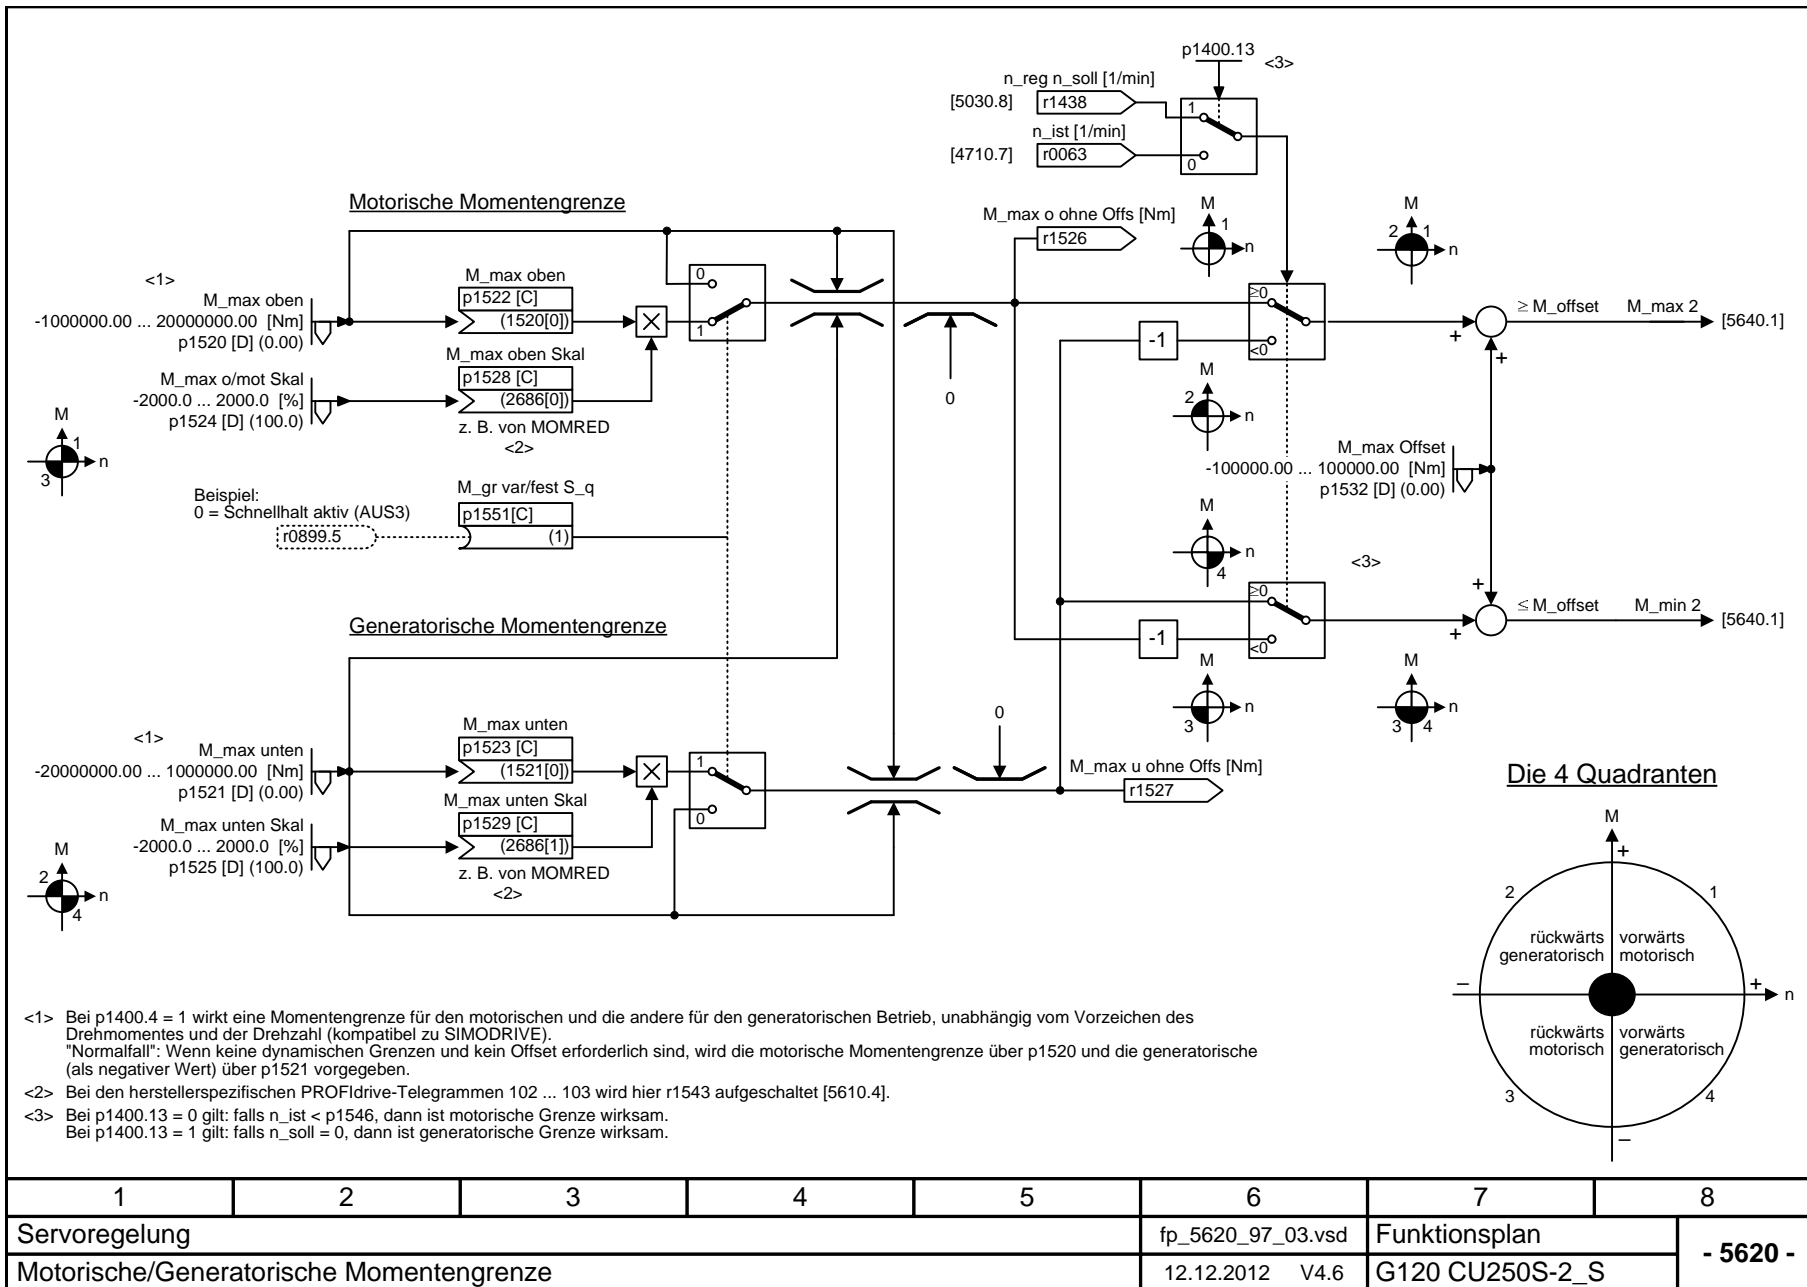 p1400.13
<3>
n_reg n_soll [1/min]
[5030.8]
r1438
1
n_ist [1/min]
[4710.7]
r0063
0
Motorische Momentengrenze
M_max o ohne Offs [Nm]
r1526
M
1
n
M
2 1
n
<1>
M_max oben
-1000000.00 ... 20000000.00 [Nm]
p1520 [D] (0.00)
M_max oben
p1522 [C]
(1520[0])
0
1
≥0
<0
-1
+
+
≥ M_offset
M_max 2
[5640.1]
M_max o/mot Skal
-2000.0 ... 2000.0 [%]
p1524 [D] (100.0)
M_max oben Skal
p1528 [C]
(2686[0])
z. B. von MOMRED
<2>
0
M
2
n
M
1
n
3
M_max Offset
-100000.00 ... 100000.00 [Nm]
p1532 [D] (0.00)
Beispiel:
0 = Schnellhalt aktiv (AUS3)
r0899.5
M_gr var/fest S_q
p1551[C]
(1)
M
n
4
<3>
≥0
<0
-1
+
+
≤ M_offset
M_min 2
[5640.1]
Generatorische Momentengrenze
M
n
3
M
n
3 4
<1>
M_max unten
-20000000.00 ... 1000000.00 [Nm]
p1521 [D] (0.00)
M_max unten
p1523 [C]
(1521[0])
1
0
0
M_max u ohne Offs [Nm]
r1527
M_max unten Skal
-2000.0 ... 2000.0 [%]
p1525 [D] (100.0)
M_max unten Skal
p1529 [C]
(2686[1])
z. B. von MOMRED
<2>
M
2
n
4
Die 4 Quadranten
M
+
2
1
rückwärts generatorisch
vorwärts motorisch
–
+
n
rückwärts motorisch
vorwärts generatorisch
3
4
–
<1> Bei p1400.4 = 1 wirkt eine Momentengrenze für den motorischen und die andere für den generatorischen Betrieb, unabhängig vom Vorzeichen des
Drehmomentes und der Drehzahl (kompatibel zu SIMODRIVE).
"Normalfall": Wenn keine dynamischen Grenzen und kein Offset erforderlich sind, wird die motorische Momentengrenze über p1520 und die generatorische
(als negativer Wert) über p1521 vorgegeben.
<2> Bei den herstellerspezifischen PROFIdrive-Telegrammen 102 ... 103 wird hier r1543 aufgeschaltet [5610.4].
<3> Bei p1400.13 = 0 gilt: falls n_ist < p1546, dann ist motorische Grenze wirksam.
Bei p1400.13 = 1 gilt: falls n_soll = 0, dann ist generatorische Grenze wirksam.
1 2 3 4 5 6 7 8
Servoregelung
fp_5620_97_03.vsd
Funktionsplan
- 5620 -
Motorische/Generatorische Momentengrenze
12.12.2012 V4.6
G120 CU250S-2_S